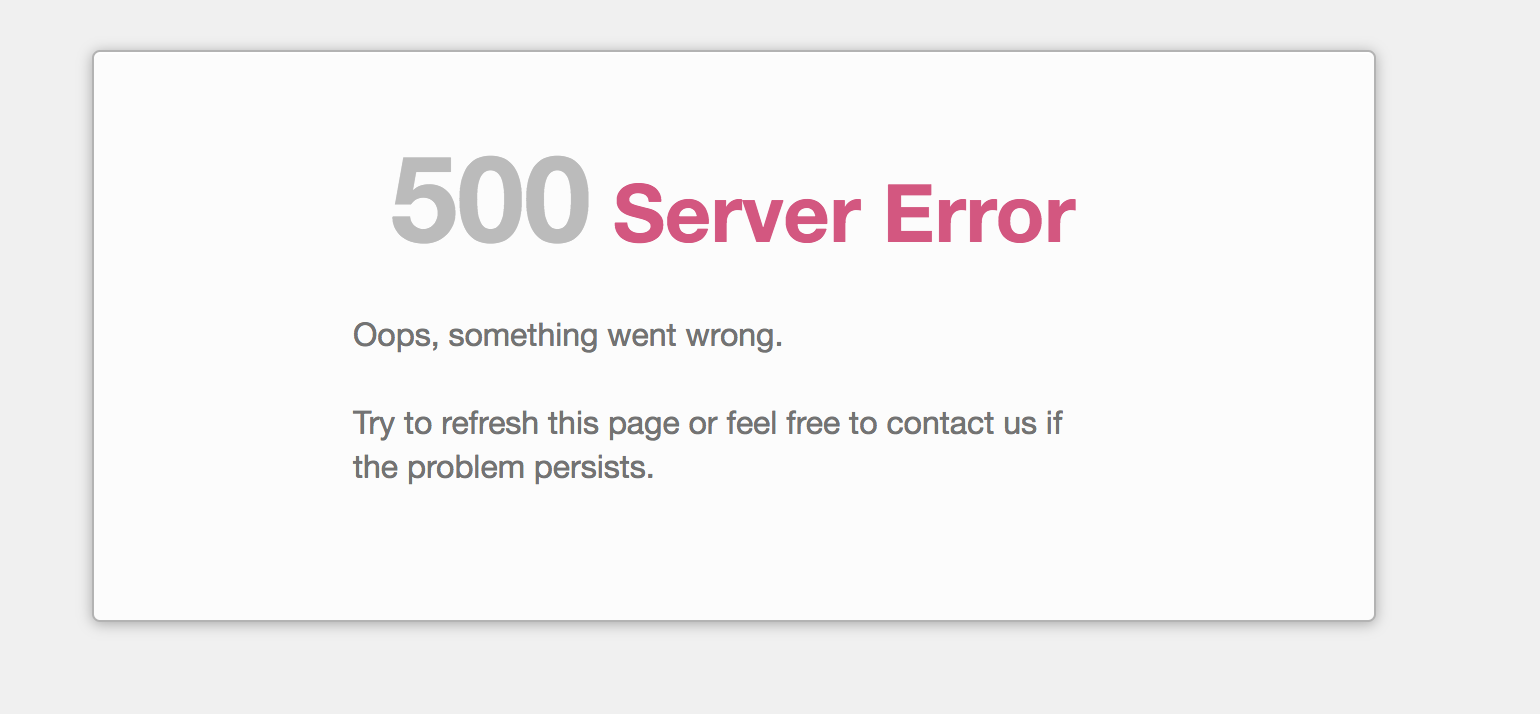 500 Server Error
Oops, something went wrong.
Try to refresh this page or feel free to contact us if
the problem persists.